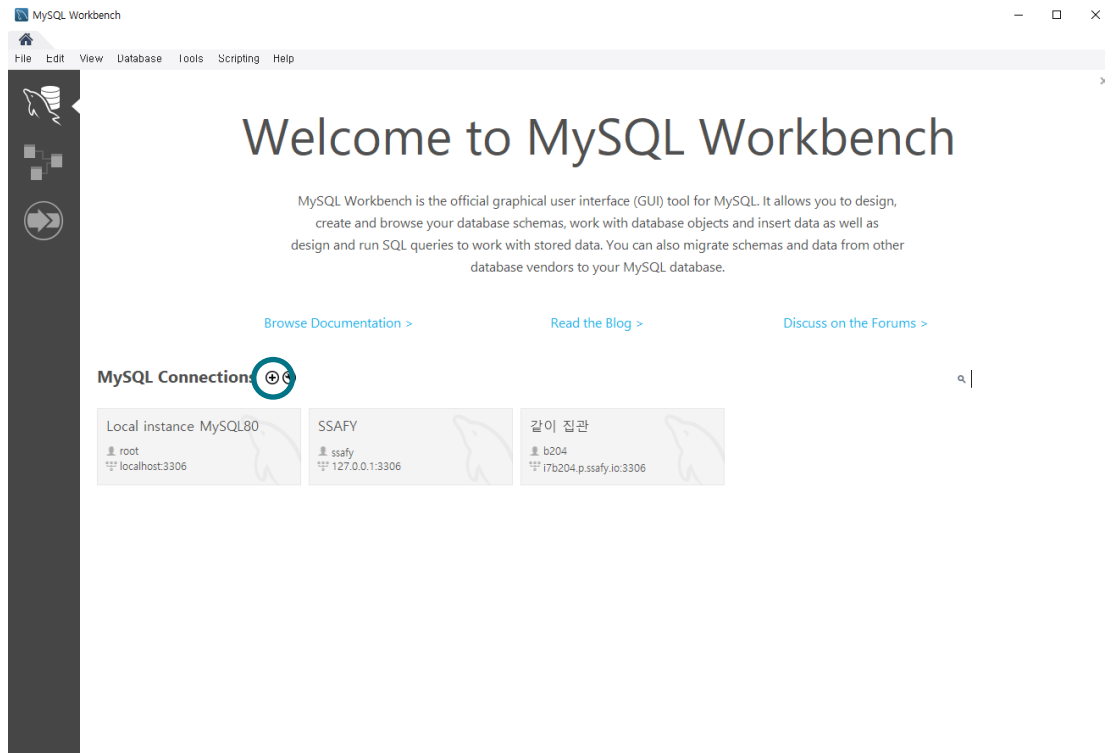 MySQL Workbench
File Edit View Database Tools Scripting Help
Welcome to MySQL Workbench
MySQL Workbench is the official graphical user interface (GUI) tool for MySQL. It allows you to design,
create and browse your database schemas, work with database objects and insert data as well as
design and run SQL queries to work with stored data. You can also migrate schemas and data from other
database vendors to your MySQL database.
Browse Documentation > Read the Blog > Discuss on the Forums >
MySQL Connections
Local instance MySQL80
root
localhost:3306
SSAFY
ssafy
127.0.0.1:3306
같이 집관
b204
i7b204.p.ssafy.io:3306